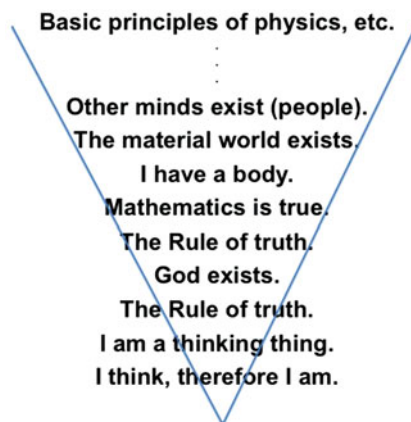 Basic principles of physics, etc.
.
.
.
Other minds exist (people).
The material world exists.
I have a body.
Mathematics is true.
The Rule of truth.
God exists.
The Rule of truth.
I am a thinking thing.
I think, therefore I am.